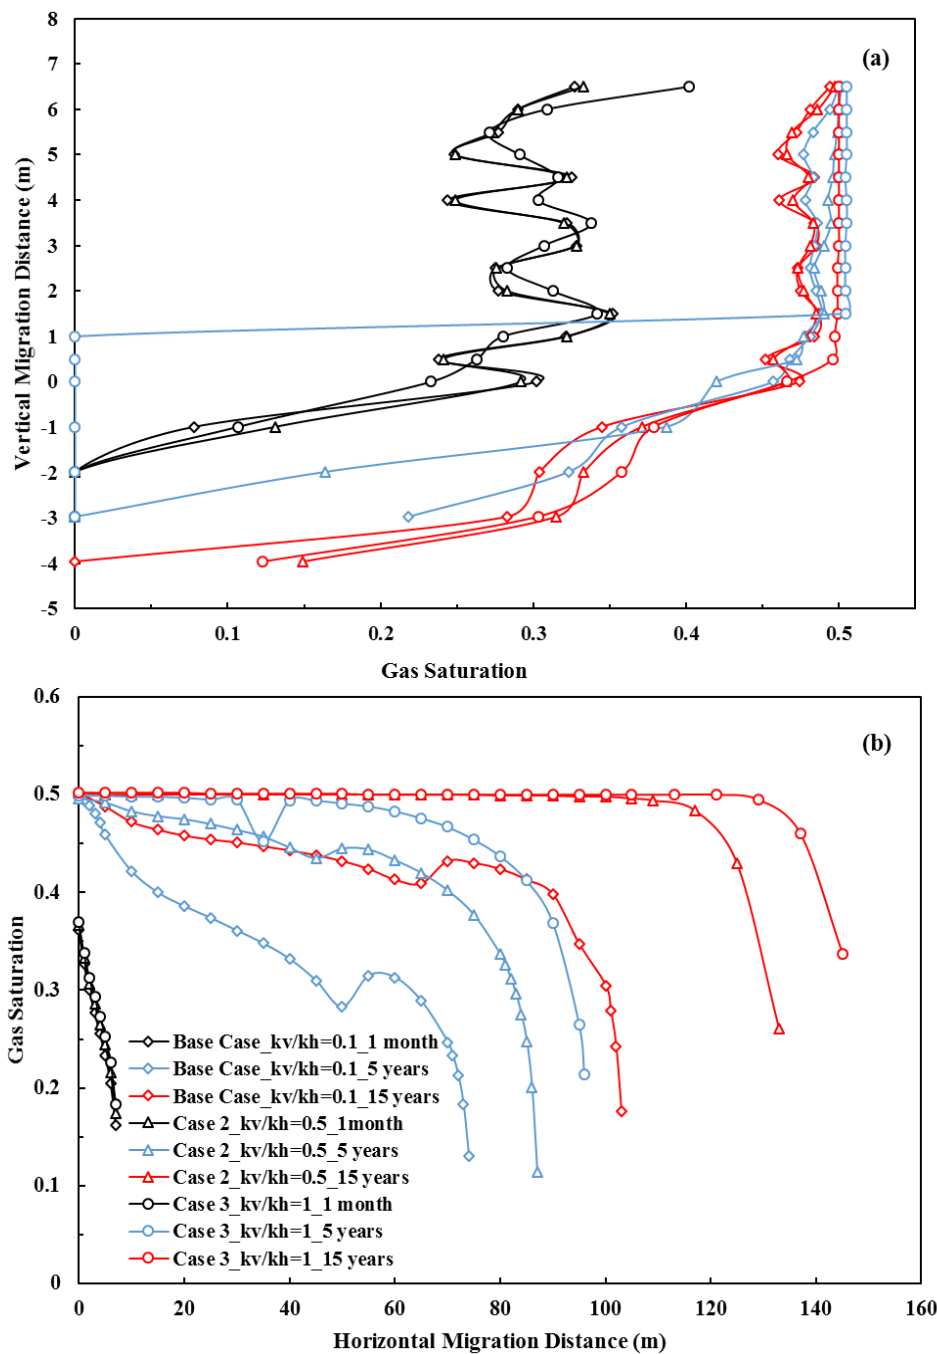 8
7
6
5
4
3
2
1
0
-1
-2
-3
-4
-5
Vertical Migration Distance (m)
(a)
0
0.1
0.2
0.3
0.4
0.5
Gas Saturation
0.6
0.5
0.4
0.3
0.2
0.1
0
Gas Saturation
(b)
Base Case_kv/kh=0.1_1 month
Base Case_kv/kh=0.1_5 years
Base Case_kv/kh=0.1_15 years
Case 2_kv/kh=0.5_1month
Case 2_kv/kh=0.5_5 years
Case 2_kv/kh=0.5_15 years
Case 3_kv/kh=1_1 month
Case 3_kv/kh=1_5 years
Case 3_kv/kh=1_15 years
0
20
40
60
80
100
120
140
160
Horizontal Migration Distance (m)